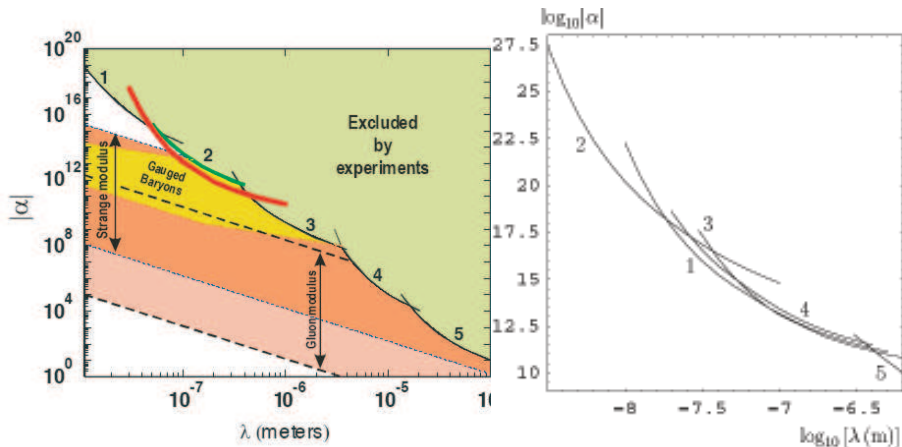 10^20
10^16
10^12
10^8
10^4
10^0
|α|
1
2
3
4
5
Excluded
by
experiments
Gauged
Baryons
Strange modulus
Gluon modulus
10^-7
10^-6
10^-5
10
λ (meters)
log10|α|
27.5
25
22.5
20
17.5
15
12.5
10
2
3
1
4
5
-8
-7.5
-7
-6.5
log10[λ(m)]